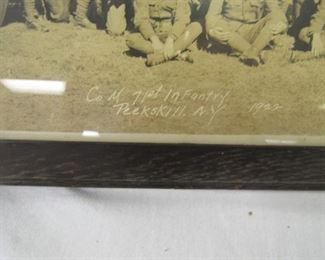 Co M. 71st Infantry
Peekskill. N.Y 1922